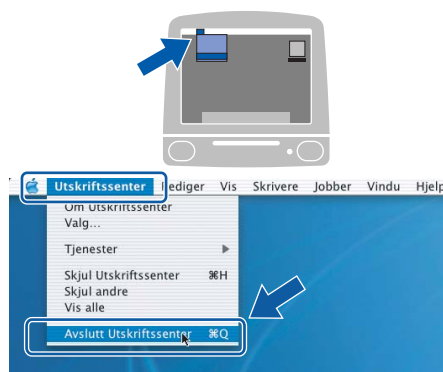 Utskriftssenter Rediger Vis Skrivere Jobber Vindu Hjelp
Om Utskriftssenter
Valg...
Tjenester ▶
Skjul Utskriftssenter ⌘H
Skjul andre
Vis alle
Avslutt Utskriftssenter ⌘Q